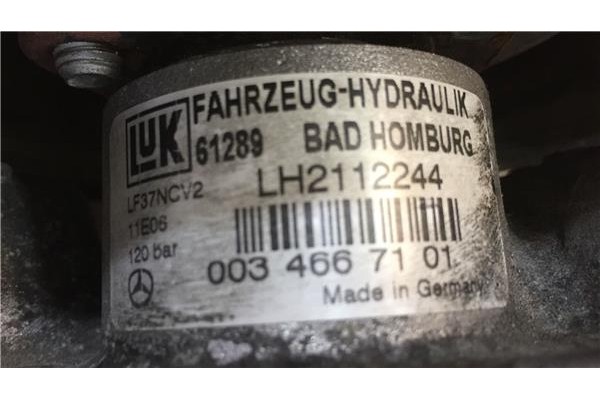 LUK FAHRZEUG-HYDRAULIK
61289 BAD HOMBURG
LH2112244
LF37NCV2
11E06
120 bar
003 466 71 01
Made in Germany